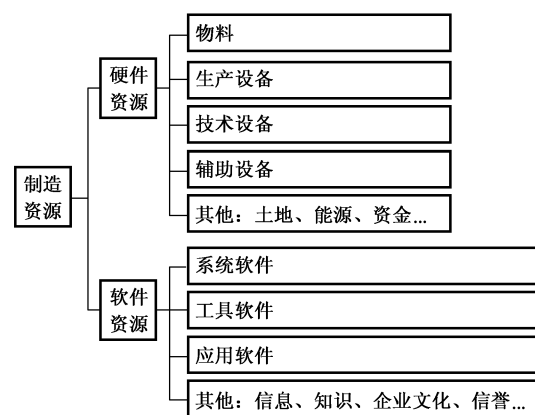 制造
资源
硬件
资源
物料
生产设备
技术设备
辅助设备
其他：土地、能源、资金...
软件
资源
系统软件
工具软件
应用软件
其他：信息、知识、企业文化、信誉...